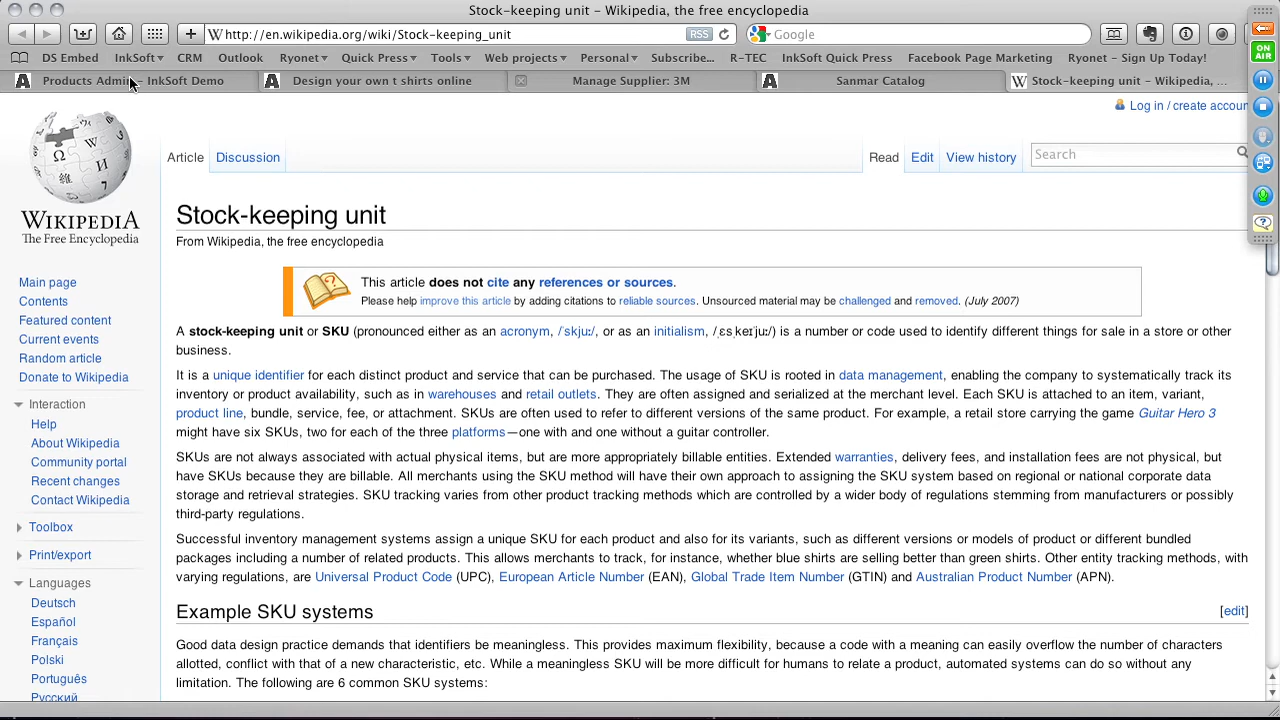 Stock-keeping unit – Wikipedia, the free encyclopedia
http://en.wikipedia.org/wiki/Stock-keeping_unit RSS Google
DS Embed InkSoft CRM Outlook Ryonet Quick Press Tools Web projects Personal Subscribe... R-TEC InkSoft Quick Press Facebook Page Marketing Ryonet - Sign Up Today!
Products Admin - InkSoft Demo Design your own t shirts online Manage Supplier: 3M Sanmar Catalog Stock-keeping unit – Wikipedia, ...
ON AIR
Log in / create accoun
Article Discussion Read Edit View history Search
WIKIPEDIA
The Free Encyclopedia
Main page
Contents
Featured content
Current events
Random article
Donate to Wikipedia
Interaction
Help
About Wikipedia
Community portal
Recent changes
Contact Wikipedia
Toolbox
Print/export
Languages
Deutsch
Español
Français
Polski
Português
Русский
Stock-keeping unit
From Wikipedia, the free encyclopedia
This article does not cite any references or sources.
Please help improve this article by adding citations to reliable sources. Unsourced material may be challenged and removed. (July 2007)
A stock-keeping unit or SKU (pronounced either as an acronym, /ˈskjuː/, or as an initialism, /ˌɛsˌkeɪˈjuː/) is a number or code used to identify different things for sale in a store or other
business.
It is a unique identifier for each distinct product and service that can be purchased. The usage of SKU is rooted in data management, enabling the company to systematically track its
inventory or product availability, such as in warehouses and retail outlets. They are often assigned and serialized at the merchant level. Each SKU is attached to an item, variant,
product line, bundle, service, fee, or attachment. SKUs are often used to refer to different versions of the same product. For example, a retail store carrying the game Guitar Hero 3
might have six SKUs, two for each of the three platforms—one with and one without a guitar controller.
SKUs are not always associated with actual physical items, but are more appropriately billable entities. Extended warranties, delivery fees, and installation fees are not physical, but
have SKUs because they are billable. All merchants using the SKU method will have their own approach to assigning the SKU system based on regional or national corporate data
storage and retrieval strategies. SKU tracking varies from other product tracking methods which are controlled by a wider body of regulations stemming from manufacturers or possibly
third-party regulations.
Successful inventory management systems assign a unique SKU for each product and also for its variants, such as different versions or models of product or different bundled
packages including a number of related products. This allows merchants to track, for instance, whether blue shirts are selling better than green shirts. Other entity tracking methods, with
varying regulations, are Universal Product Code (UPC), European Article Number (EAN), Global Trade Item Number (GTIN) and Australian Product Number (APN).
Example SKU systems [edit]
Good data design practice demands that identifiers be meaningless. This provides maximum flexibility, because a code with a meaning can easily overflow the number of characters
allotted, conflict with that of a new characteristic, etc. While a meaningless SKU will be more difficult for humans to relate a product, automated systems can do so without any
limitation. The following are 6 common SKU systems: